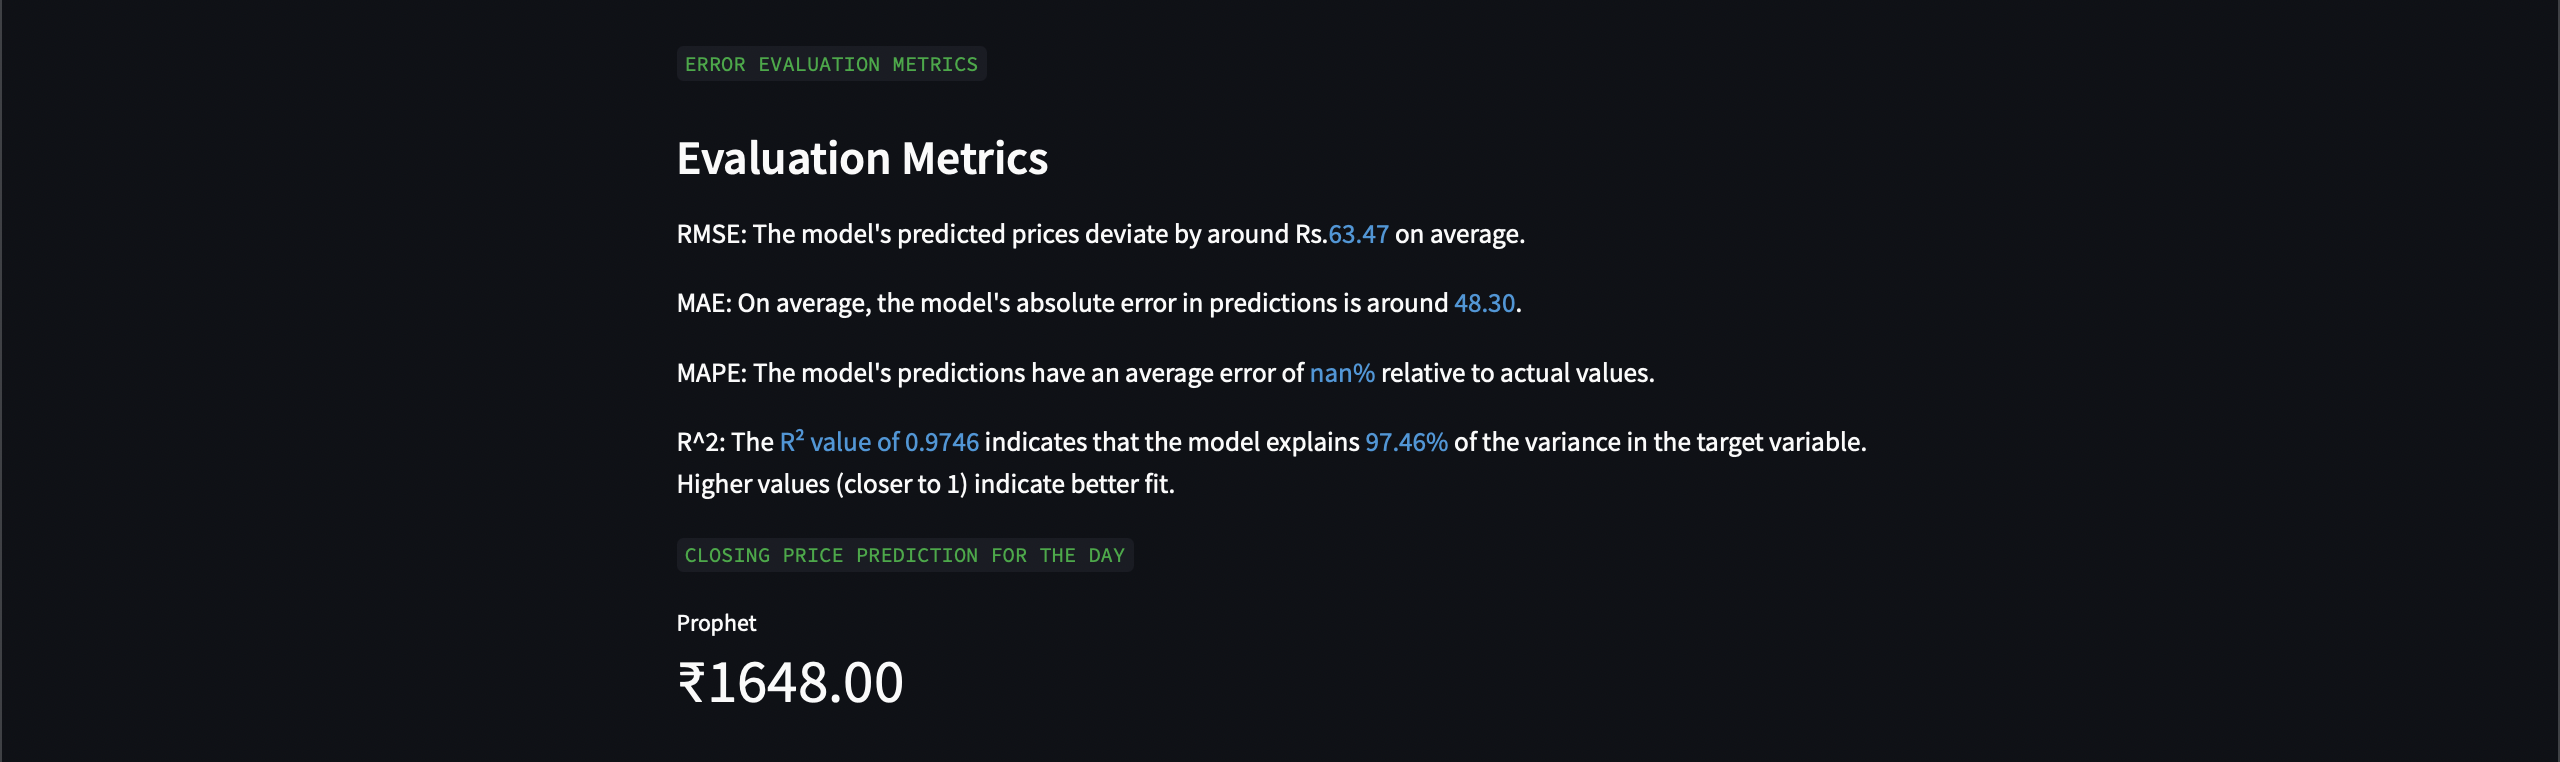 ERROR EVALUATION METRICS
Evaluation Metrics
RMSE: The model's predicted prices deviate by around Rs.63.47 on average.
MAE: On average, the model's absolute error in predictions is around 48.30.
MAPE: The model's predictions have an average error of nan% relative to actual values.
R^2: The R² value of 0.9746 indicates that the model explains 97.46% of the variance in the target variable.
Higher values (closer to 1) indicate better fit.
CLOSING PRICE PREDICTION FOR THE DAY
Prophet
₹1648.00